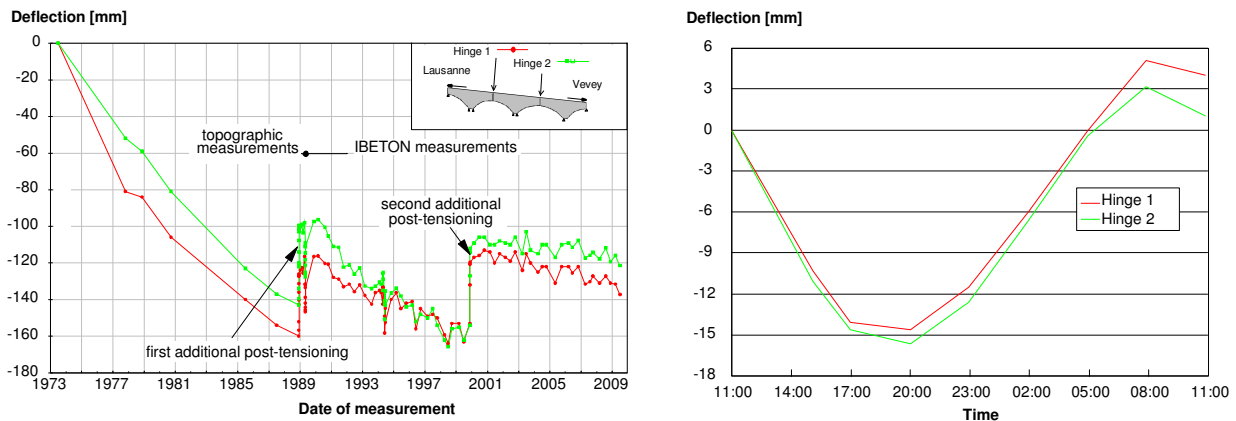 Deflection [mm]
0
-20
-40
-60
-80
-100
-120
-140
-160
-180
1973
1977
1981
1985
1989
1993
1997
2001
2005
2009
Date of measurement
Hinge 1
Hinge 2
Lausanne
Vevey
topographic
measurements
IBETON measurements
second additional
post-tensioning
first additional post-tensioning
Deflection [mm]
6
3
0
-3
-6
-9
-12
-15
-18
11:00
14:00
17:00
20:00
23:00
02:00
05:00
08:00
11:00
Time
Hinge 1
Hinge 2